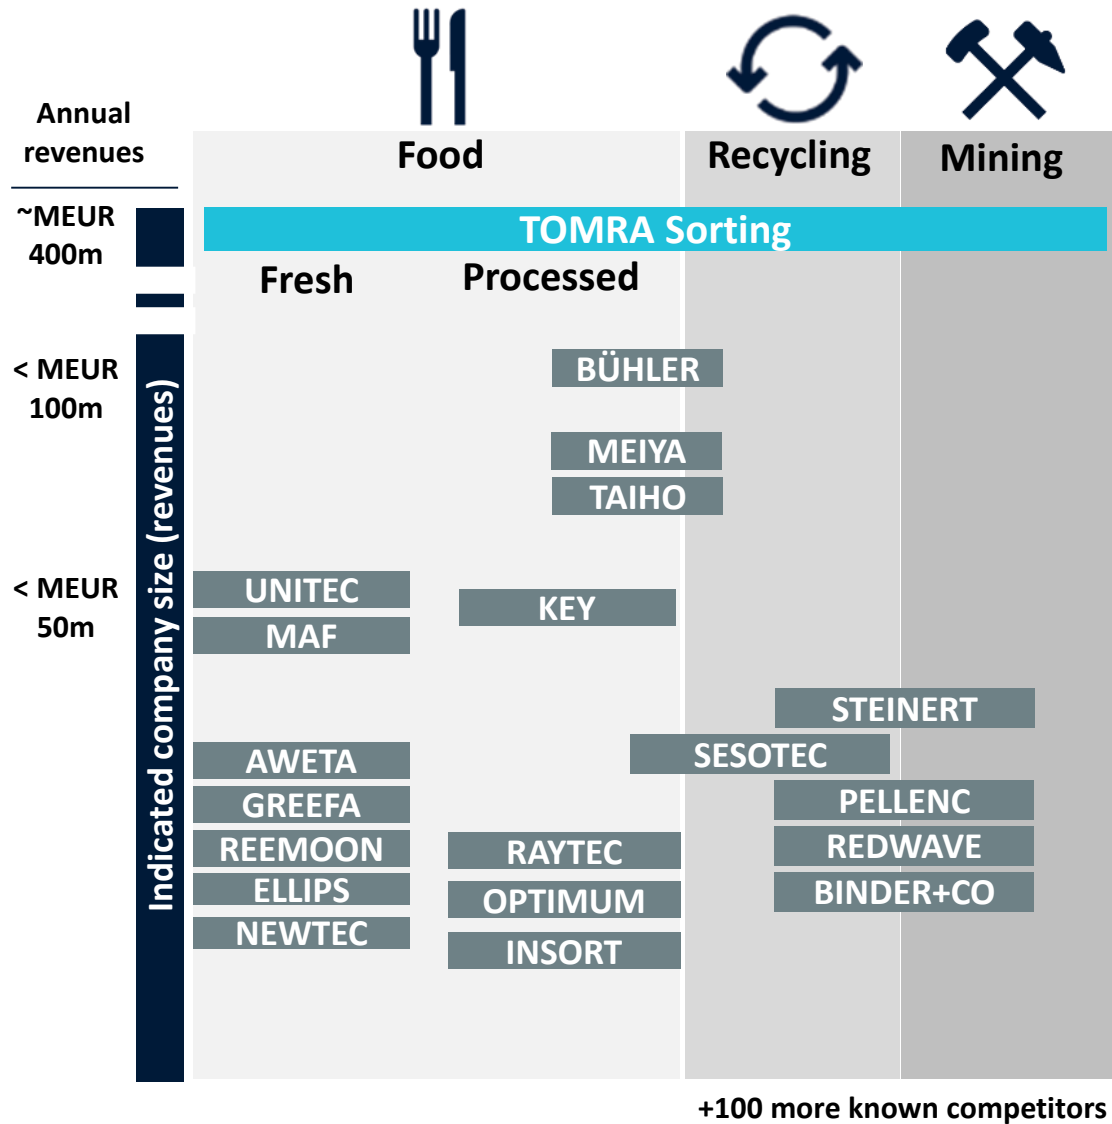 Annual
revenues
Food
Recycling
Mining
~MEUR
400m
TOMRA Sorting
Fresh
Processed
< MEUR
100m
BÜHLER
MEIYA
TAIHO
Indicated company size (revenues)
< MEUR
50m
UNITEC
KEY
MAF
STEINERT
SESOTEC
AWETA
PELLENC
GREEFA
REDWAVE
REEMOON
RAYTEC
ELLIPS
BINDER+CO
OPTIMUM
NEWTEC
INSORT
+100 more known competitors